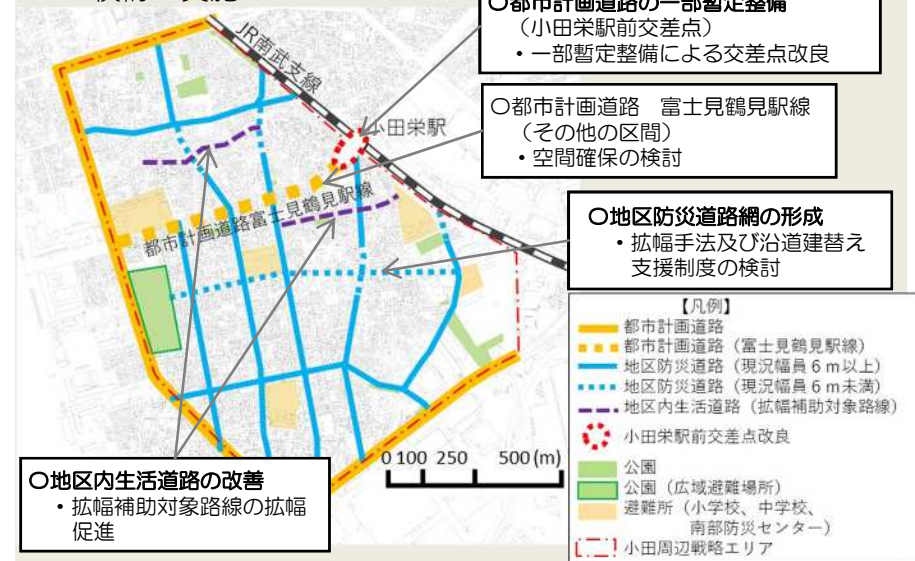 〇都市計画道路の一部暫定整備
（小田栄駅前交差点）
・一部暫定整備による交差点改良
JR南武支線
小田栄駅
〇都市計画道路 富士見鶴見駅線
（その他の区間）
・空間確保の検討
都市計画道路富士見鶴見駅線
〇地区防災道路網の形成
・拡幅手法及び沿道建替え
支援制度の検討
【凡例】
都市計画道路
都市計画道路（富士見鶴見駅線）
地区防災道路（現況幅員６ｍ以上）
地区防災道路（現況幅員６ｍ未満）
地区内生活道路（拡幅補助対象路線）
小田栄駅前交差点改良
公園
公園（広域避難場所）
避難所（小学校、中学校、
南部防災センター）
小田周辺戦略エリア
0 100 250 500 (m)
〇地区内生活道路の改善
・拡幅補助対象路線の拡幅
促進